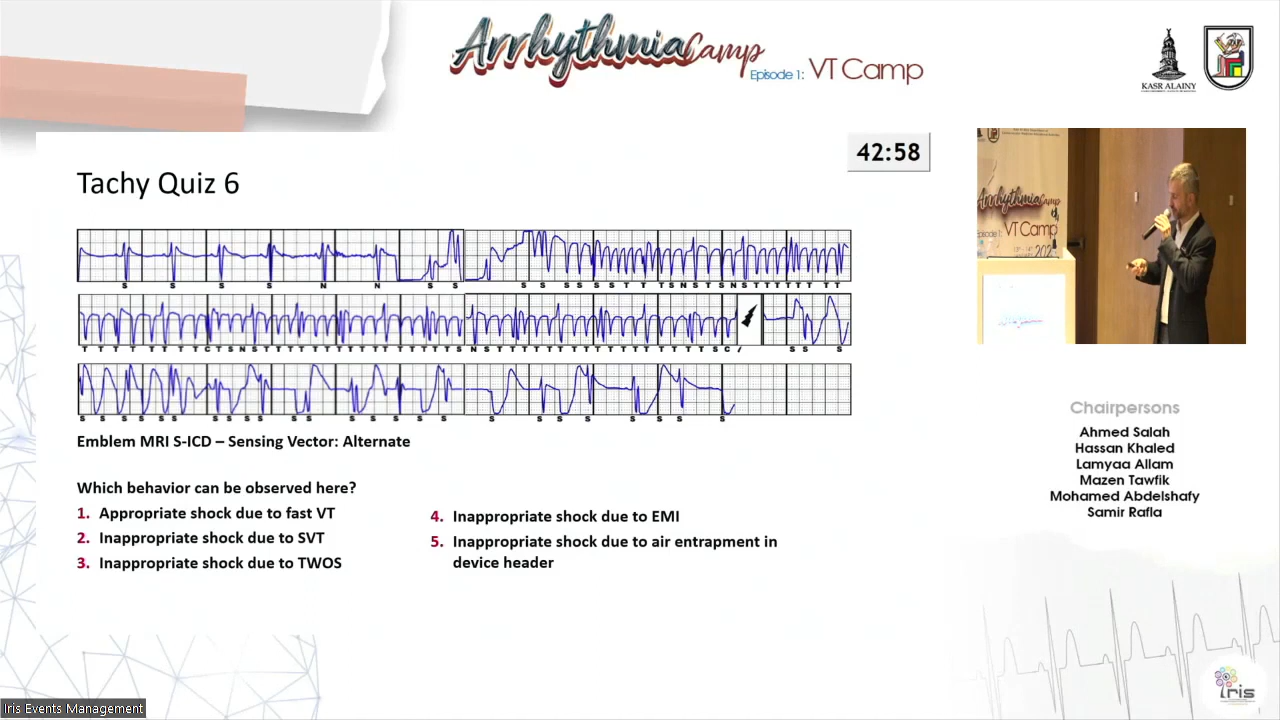 Arrhythmia Camp
Episode 1: VT Camp
KASR ALAINY
42:58
Tachy Quiz 6
S S S S N N S S S S S S S S S T T T S N S T S N S T T T T T T T T
T T T T T T T T C T S N S T T T T T T T T T T T T T T T S N S T T T T T T T T T T T T T T S C / S S S
S S S S S S S S S S S S S S S S S S S S S S S S
Emblem MRI S-ICD – Sensing Vector: Alternate
Which behavior can be observed here?
1. Appropriate shock due to fast VT
2. Inappropriate shock due to SVT
3. Inappropriate shock due to TWOS
4. Inappropriate shock due to EMI
5. Inappropriate shock due to air entrapment in
device header
Arrhythmia Camp
VT Camp
Chairpersons
Ahmed Salah
Hassan Khaled
Lamyaa Allam
Mazen Tawfik
Mohamed Abdelshafy
Samir Rafla
iris
Iris Events Management